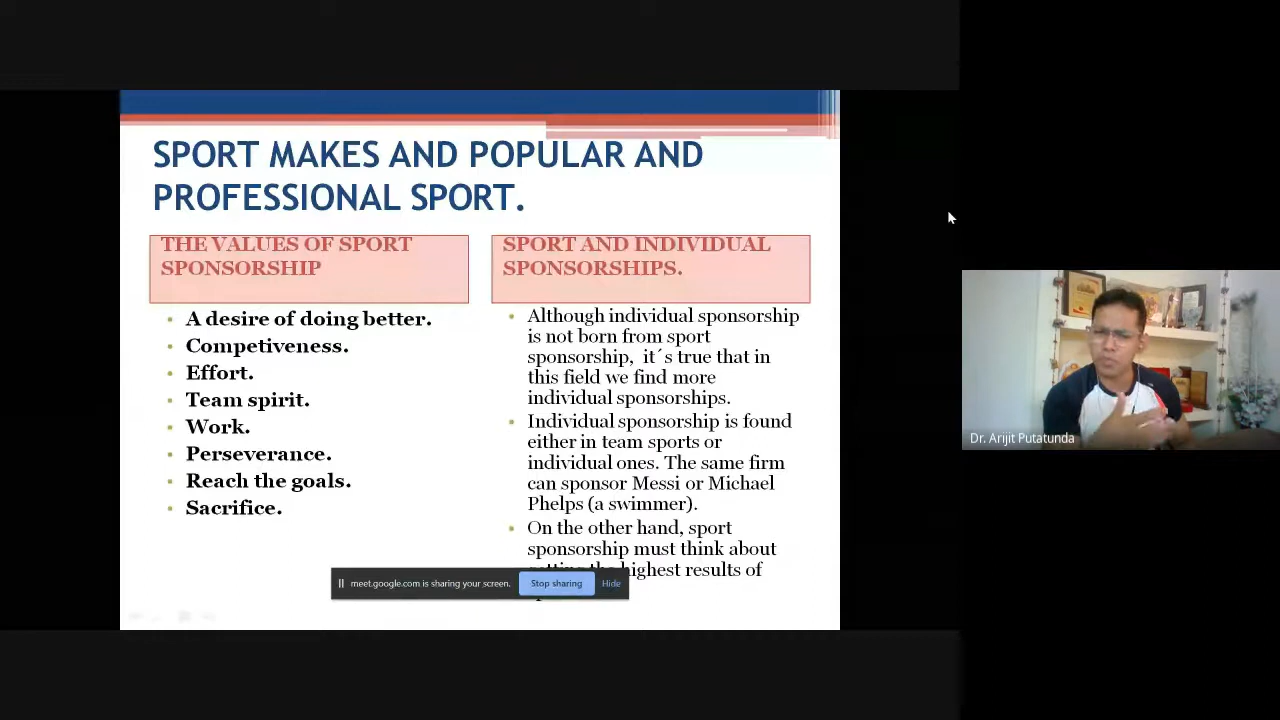 SPORT MAKES AND POPULAR AND
PROFESSIONAL SPORT.
THE VALUES OF SPORT
SPONSORSHIP
A desire of doing better.
Competiveness.
Effort.
Team spirit.
Work.
Perseverance.
Reach the goals.
Sacrifice.
SPORT AND INDIVIDUAL
SPONSORSHIPS.
Although individual sponsorship
is not born from sport
sponsorship, it´s true that in
this field we find more
individual sponsorships.
Individual sponsorship is found
either in team sports or
individual ones. The same firm
can sponsor Messi or Michael
Phelps (a swimmer).
On the other hand, sport
sponsorship must think about
highest results of
meet.google.com is sharing your screen.
Stop sharing
Hide
Dr. Arijit Putatunda